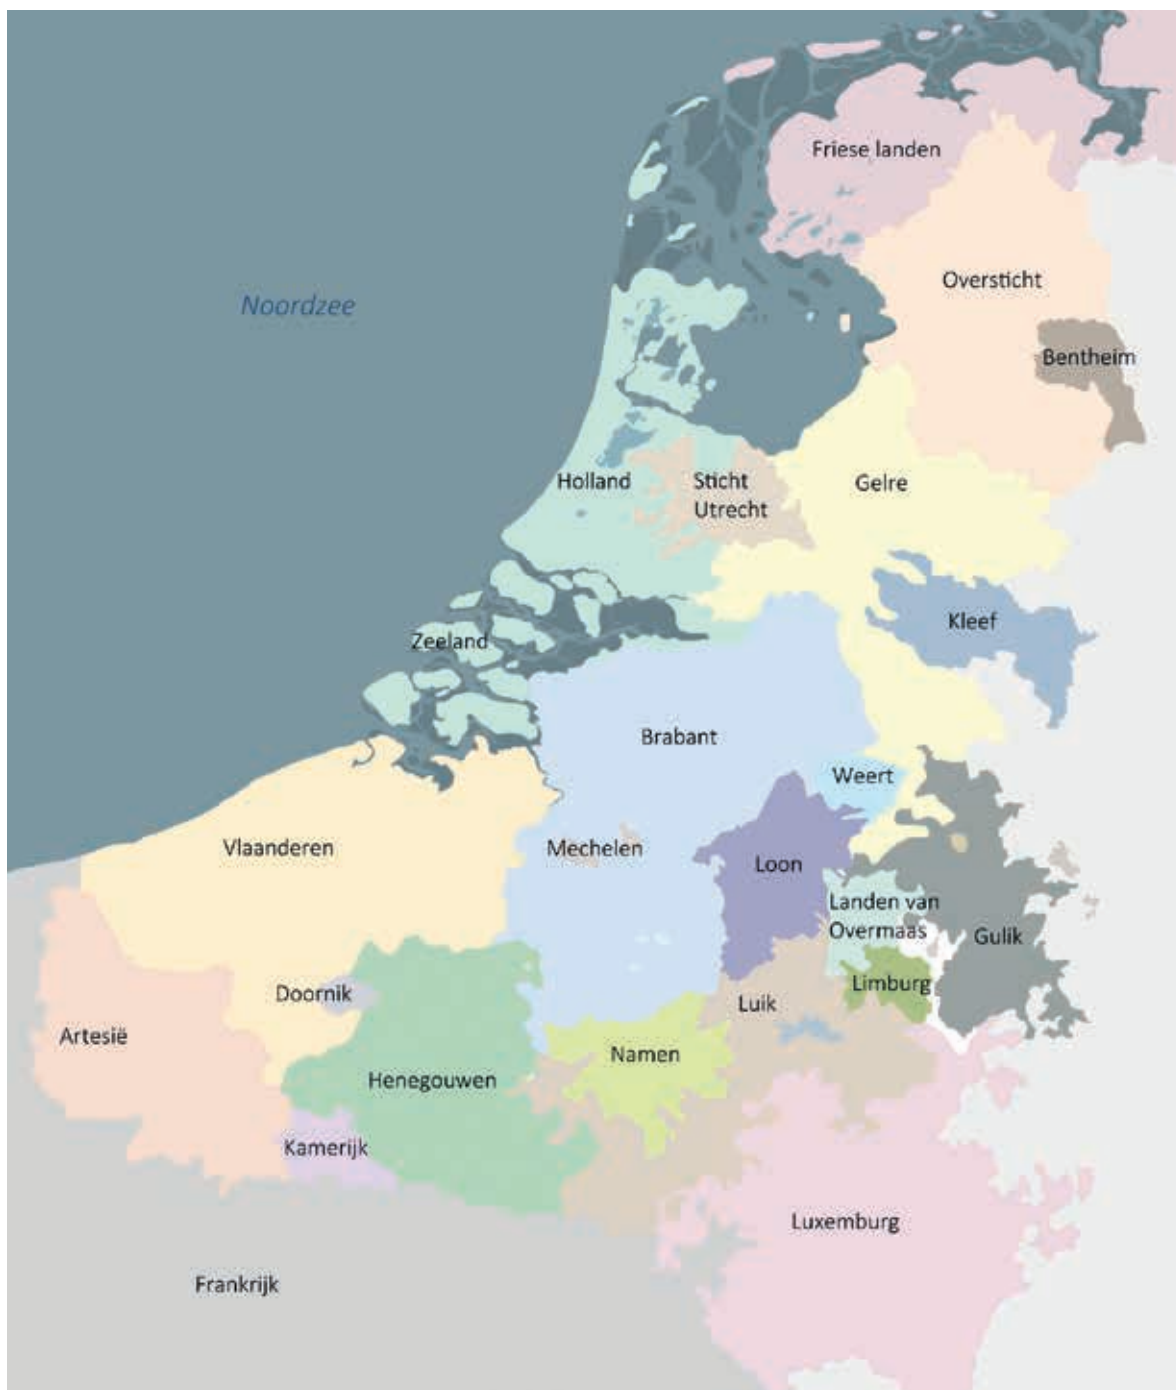 Friese landen
Oversticht
Noordzee
Bentheim
Holland
Sticht
Utrecht
Gelre
Kleef
Zeeland
Brabant
Weert
Vlaanderen
Mechelen
Loon
Landen van
Overmaas
Gulik
Limburg
Doornik
Luik
Artesië
Namen
Henegouwen
Kamerijk
Luxemburg
Frankrijk